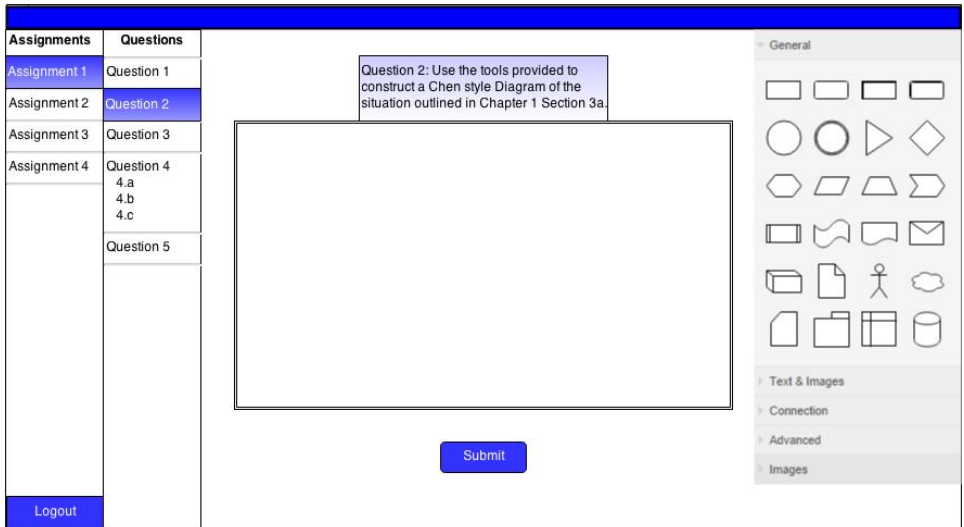 Assignments
Assignment 1
Assignment 2
Assignment 3
Assignment 4
Logout
Questions
Question 1
Question 2
Question 3
Question 4
4.a
4.b
4.c
Question 5
Question 2: Use the tools provided to
construct a Chen style Diagram of the
situation outlined in Chapter 1 Section 3a.
Submit
General
Text & Images
Connection
Advanced
Images